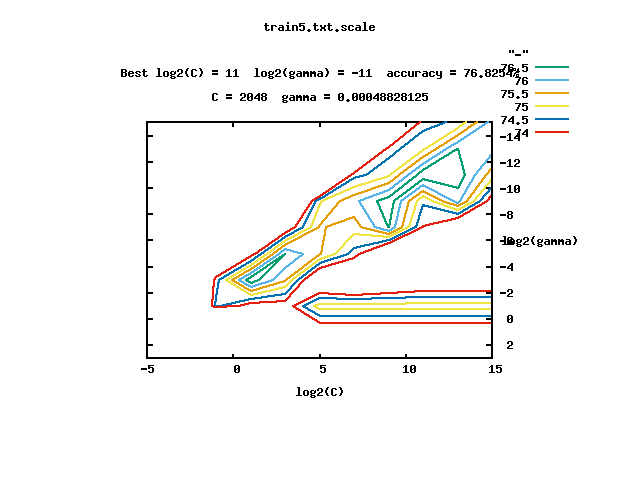 train5.txt.scale
"-"
Best log2(C) = 11  log2(gamma) = -11  accuracy = 76.8254%
C = 2048  gamma = 0.00048828125
76.5
76
75.5
75
74.5
74
-14
-12
-10
-8
-6
log2(gamma)
-4
-2
0
2
-5 0 5 10 15
log2(C)